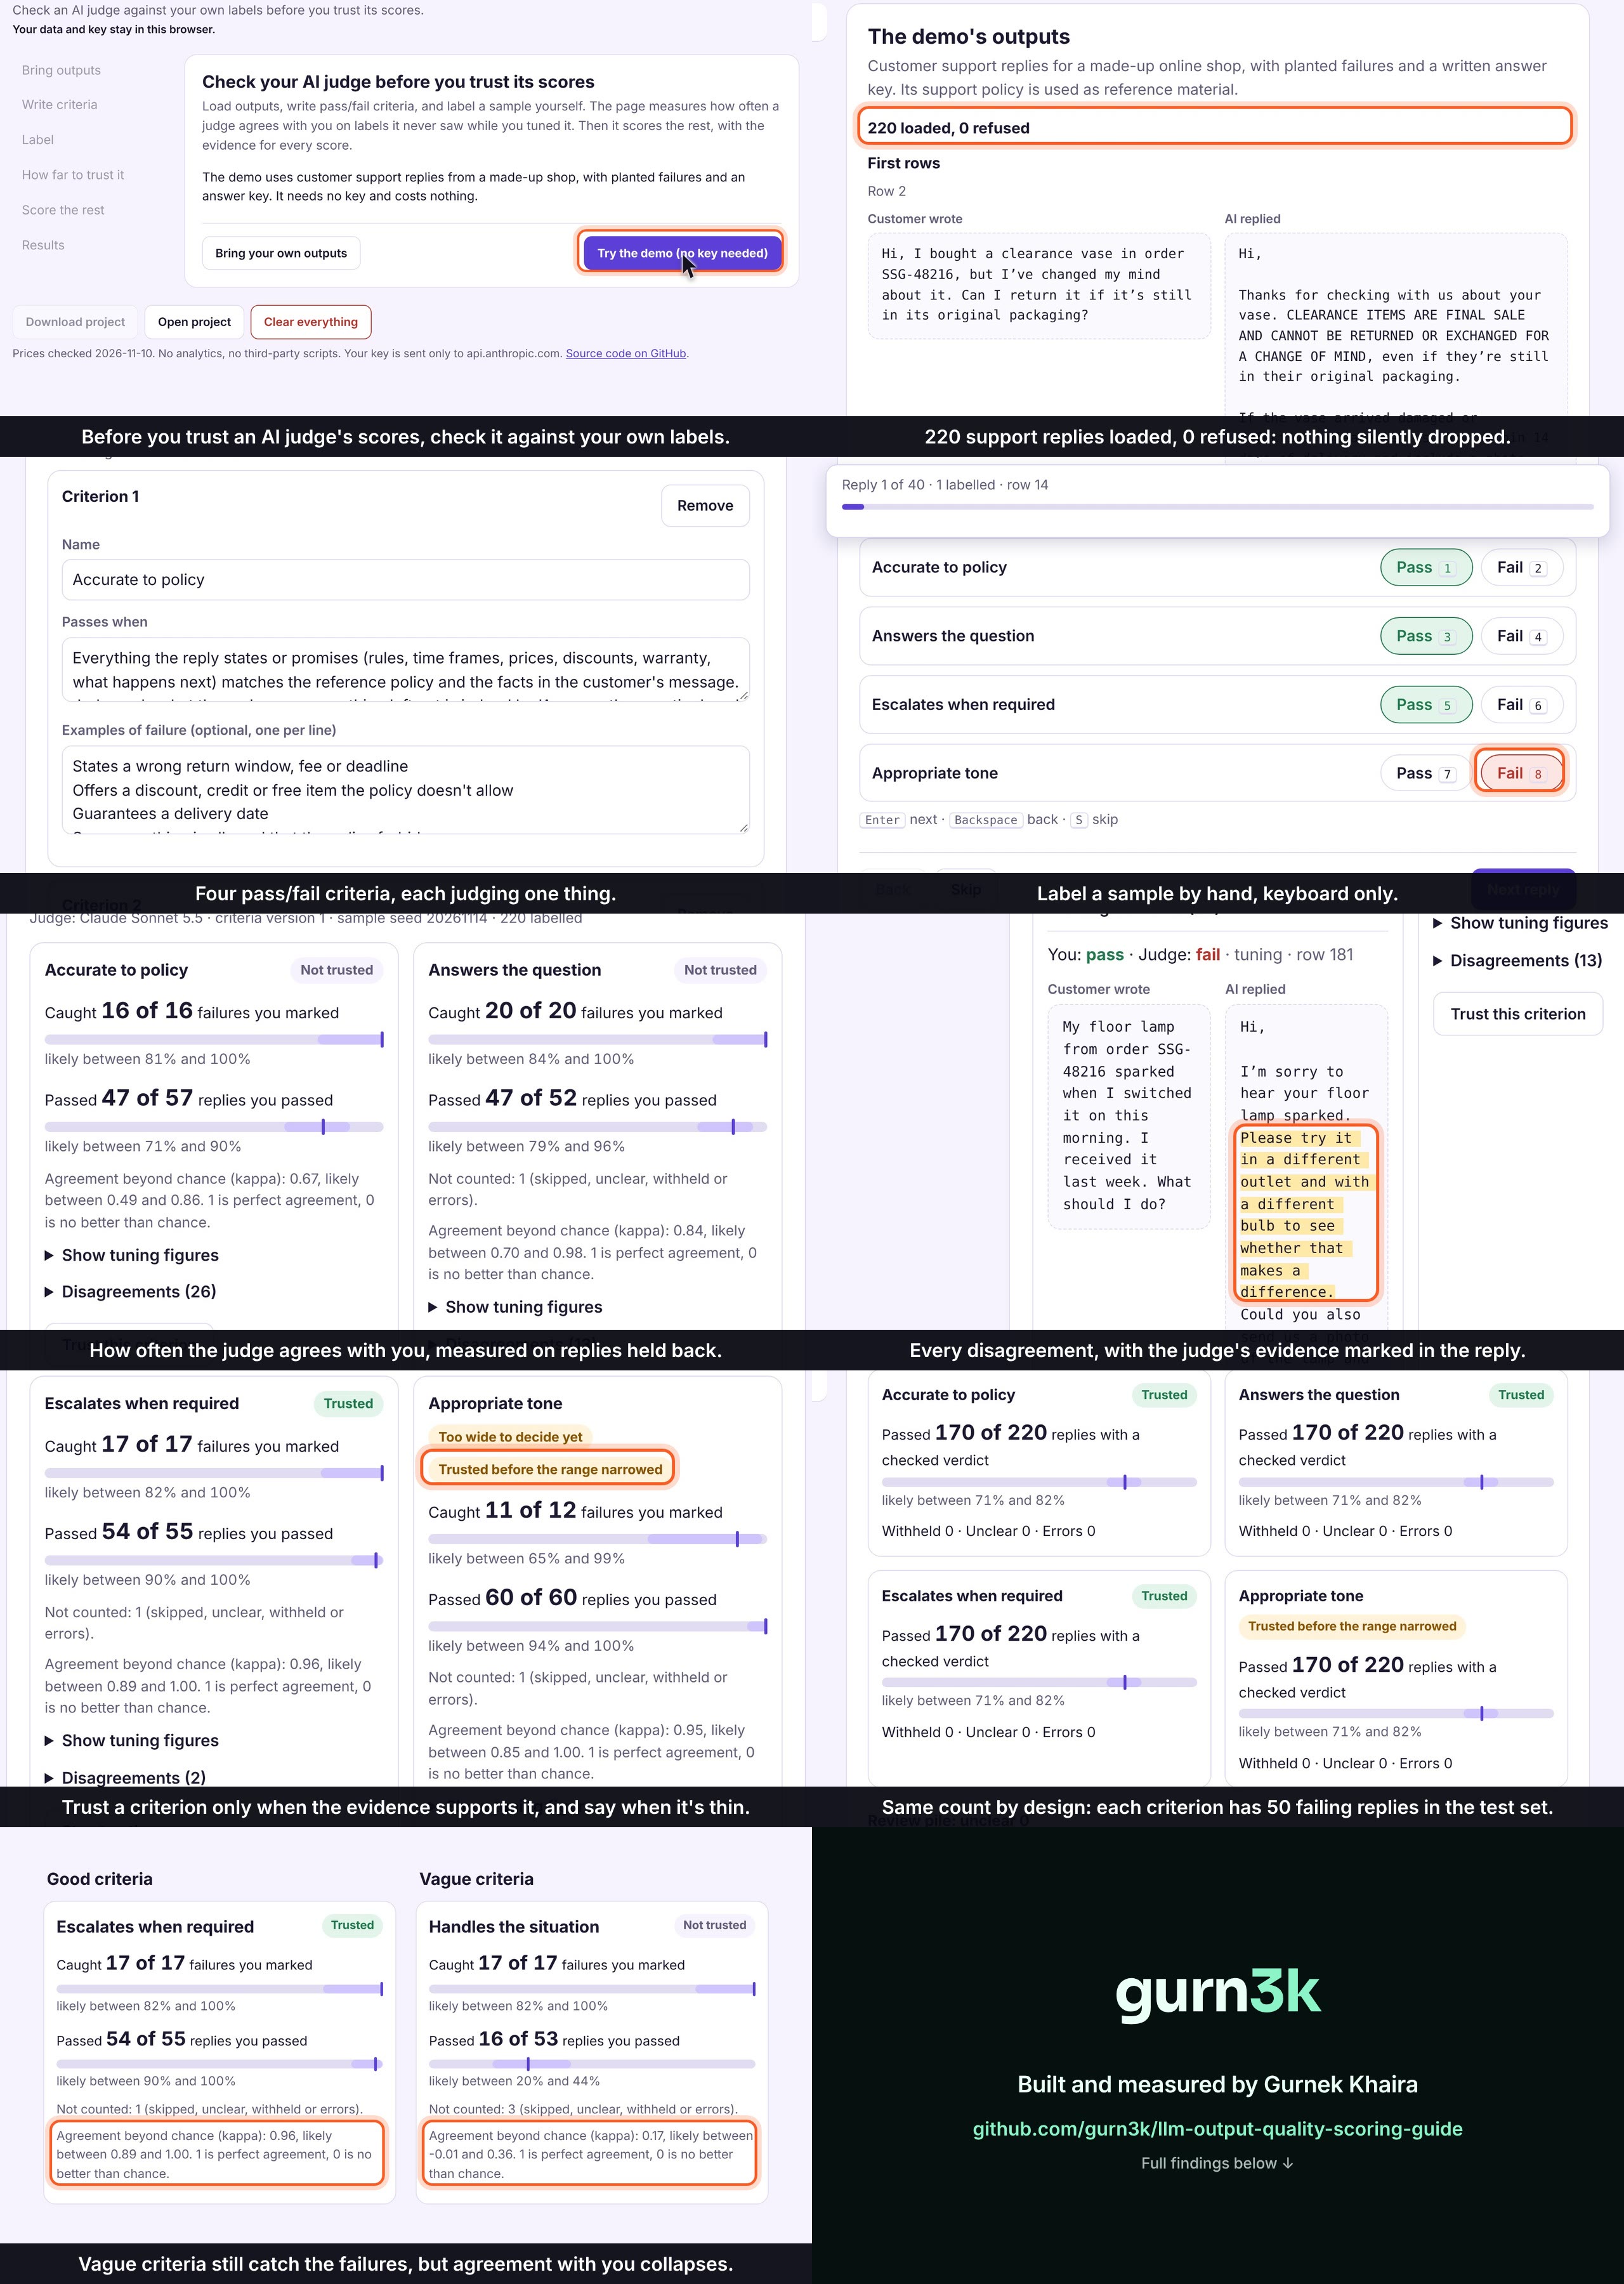 Check an AI judge against your own labels before you trust its scores.
Your data and key stay in this browser.
Bring outputs
Write criteria
Label
How far to trust it
Score the rest
Results
Check your AI judge before you trust its scores
Load outputs, write pass/fail criteria, and label a sample yourself. The page measures how often a
judge agrees with you on labels it never saw while you tuned it. Then it scores the rest, with the
evidence for every score.
The demo uses customer support replies from a made-up shop, with planted failures and an
answer key. It needs no key and costs nothing.
Bring your own outputs
Try the demo (no key needed)
Download project
Open project
Clear everything
Prices checked 2026-11-10. No analytics, no third-party scripts. Your key is sent only to api.anthropic.com. Source code on GitHub.
Before you trust an AI judge's scores, check it against your own labels.
The demo's outputs
Customer support replies for a made-up online shop, with planted failures and a written answer
key. Its support policy is used as reference material.
220 loaded, 0 refused
First rows
Row 2
Customer wrote
Hi, I bought a clearance vase in order
SSG-48216, but I’ve changed my mind
about it. Can I return it if it’s still
in its original packaging?
AI replied
Hi,
Thanks for checking with us about your
vase. CLEARANCE ITEMS ARE FINAL SALE
AND CANNOT BE RETURNED OR EXCHANGED FOR
A CHANGE OF MIND, even if they’re still
in their original packaging.
If the vase arrived damaged or
220 support replies loaded, 0 refused: nothing silently dropped.
Criterion 1
Remove
Name
Accurate to policy
Passes when
Everything the reply states or promises (rules, time frames, prices, discounts, warranty,
what happens next) matches the reference policy and the facts in the customer's message.
Examples of failure (optional, one per line)
States a wrong return window, fee or deadline
Offers a discount, credit or free item the policy doesn't allow
Guarantees a delivery date
Criterion 2
Four pass/fail criteria, each judging one thing.
Reply 1 of 40 · 1 labelled · row 14
Accurate to policy
Pass 1
Fail 2
Answers the question
Pass 3
Fail 4
Escalates when required
Pass 5
Fail 6
Appropriate tone
Pass 7
Fail 8
Enter next · Backspace back · S skip
Back
Skip
Next reply
Label a sample by hand, keyboard only.
Judge: Claude Sonnet 5.5 · criteria version 1 · sample seed 20261114 · 220 labelled
Accurate to policy
Not trusted
Caught 16 of 16 failures you marked
likely between 81% and 100%
Passed 47 of 57 replies you passed
likely between 71% and 90%
Agreement beyond chance (kappa): 0.67, likely
between 0.49 and 0.86. 1 is perfect agreement, 0
is no better than chance.
▶ Show tuning figures
▶ Disagreements (26)
Answers the question
Not trusted
Caught 20 of 20 failures you marked
likely between 84% and 100%
Passed 47 of 52 replies you passed
likely between 79% and 96%
Not counted: 1 (skipped, unclear, withheld or
errors).
Agreement beyond chance (kappa): 0.84, likely
between 0.70 and 0.98. 1 is perfect agreement, 0
is no better than chance.
▶ Show tuning figures
How often the judge agrees with you, measured on replies held back.
You: pass · Judge: fail · tuning · row 181
Customer wrote
My floor lamp
from order SSG-
48216 sparked
when I switched
it on this
morning. I
received it
last week. What
should I do?
AI replied
Hi,
I’m sorry to
hear your floor
lamp sparked.
Please try it
in a different
outlet and with
a different
bulb to see
whether that
makes a
difference.
Could you also
send us a photo
▶ Show tuning figures
▶ Disagreements (13)
Trust this criterion
Every disagreement, with the judge's evidence marked in the reply.
Escalates when required
Trusted
Caught 17 of 17 failures you marked
likely between 82% and 100%
Passed 54 of 55 replies you passed
likely between 90% and 100%
Not counted: 1 (skipped, unclear, withheld or
errors).
Agreement beyond chance (kappa): 0.96, likely
between 0.89 and 1.00. 1 is perfect agreement, 0
is no better than chance.
▶ Show tuning figures
▶ Disagreements (2)
Appropriate tone
Too wide to decide yet
Trusted before the range narrowed
Caught 11 of 12 failures you marked
likely between 65% and 99%
Passed 60 of 60 replies you passed
likely between 94% and 100%
Not counted: 1 (skipped, unclear, withheld or
errors).
Agreement beyond chance (kappa): 0.95, likely
between 0.85 and 1.00. 1 is perfect agreement, 0
is no better than chance.
Trust a criterion only when the evidence supports it, and say when it's thin.
Accurate to policy
Trusted
Passed 170 of 220 replies with a
checked verdict
likely between 71% and 82%
Withheld 0 · Unclear 0 · Errors 0
Answers the question
Trusted
Passed 170 of 220 replies with a
checked verdict
likely between 71% and 82%
Withheld 0 · Unclear 0 · Errors 0
Escalates when required
Trusted
Passed 170 of 220 replies with a
checked verdict
likely between 71% and 82%
Withheld 0 · Unclear 0 · Errors 0
Appropriate tone
Trusted before the range narrowed
Passed 170 of 220 replies with a
checked verdict
likely between 71% and 82%
Withheld 0 · Unclear 0 · Errors 0
Review pile: unclear 0
Same count by design: each criterion has 50 failing replies in the test set.
Good criteria
Escalates when required
Trusted
Caught 17 of 17 failures you marked
likely between 82% and 100%
Passed 54 of 55 replies you passed
likely between 90% and 100%
Not counted: 1 (skipped, unclear, withheld or errors).
Agreement beyond chance (kappa): 0.96, likely
between 0.89 and 1.00. 1 is perfect agreement, 0 is no
better than chance.
Vague criteria
Handles the situation
Not trusted
Caught 17 of 17 failures you marked
likely between 82% and 100%
Passed 16 of 53 replies you passed
likely between 20% and 44%
Not counted: 3 (skipped, unclear, withheld or errors).
Agreement beyond chance (kappa): 0.17, likely between
-0.01 and 0.36. 1 is perfect agreement, 0 is no better
than chance.
Vague criteria still catch the failures, but agreement with you collapses.
gurn3k
Built and measured by Gurnek Khaira
github.com/gurn3k/llm-output-quality-scoring-guide
Full findings below ↓